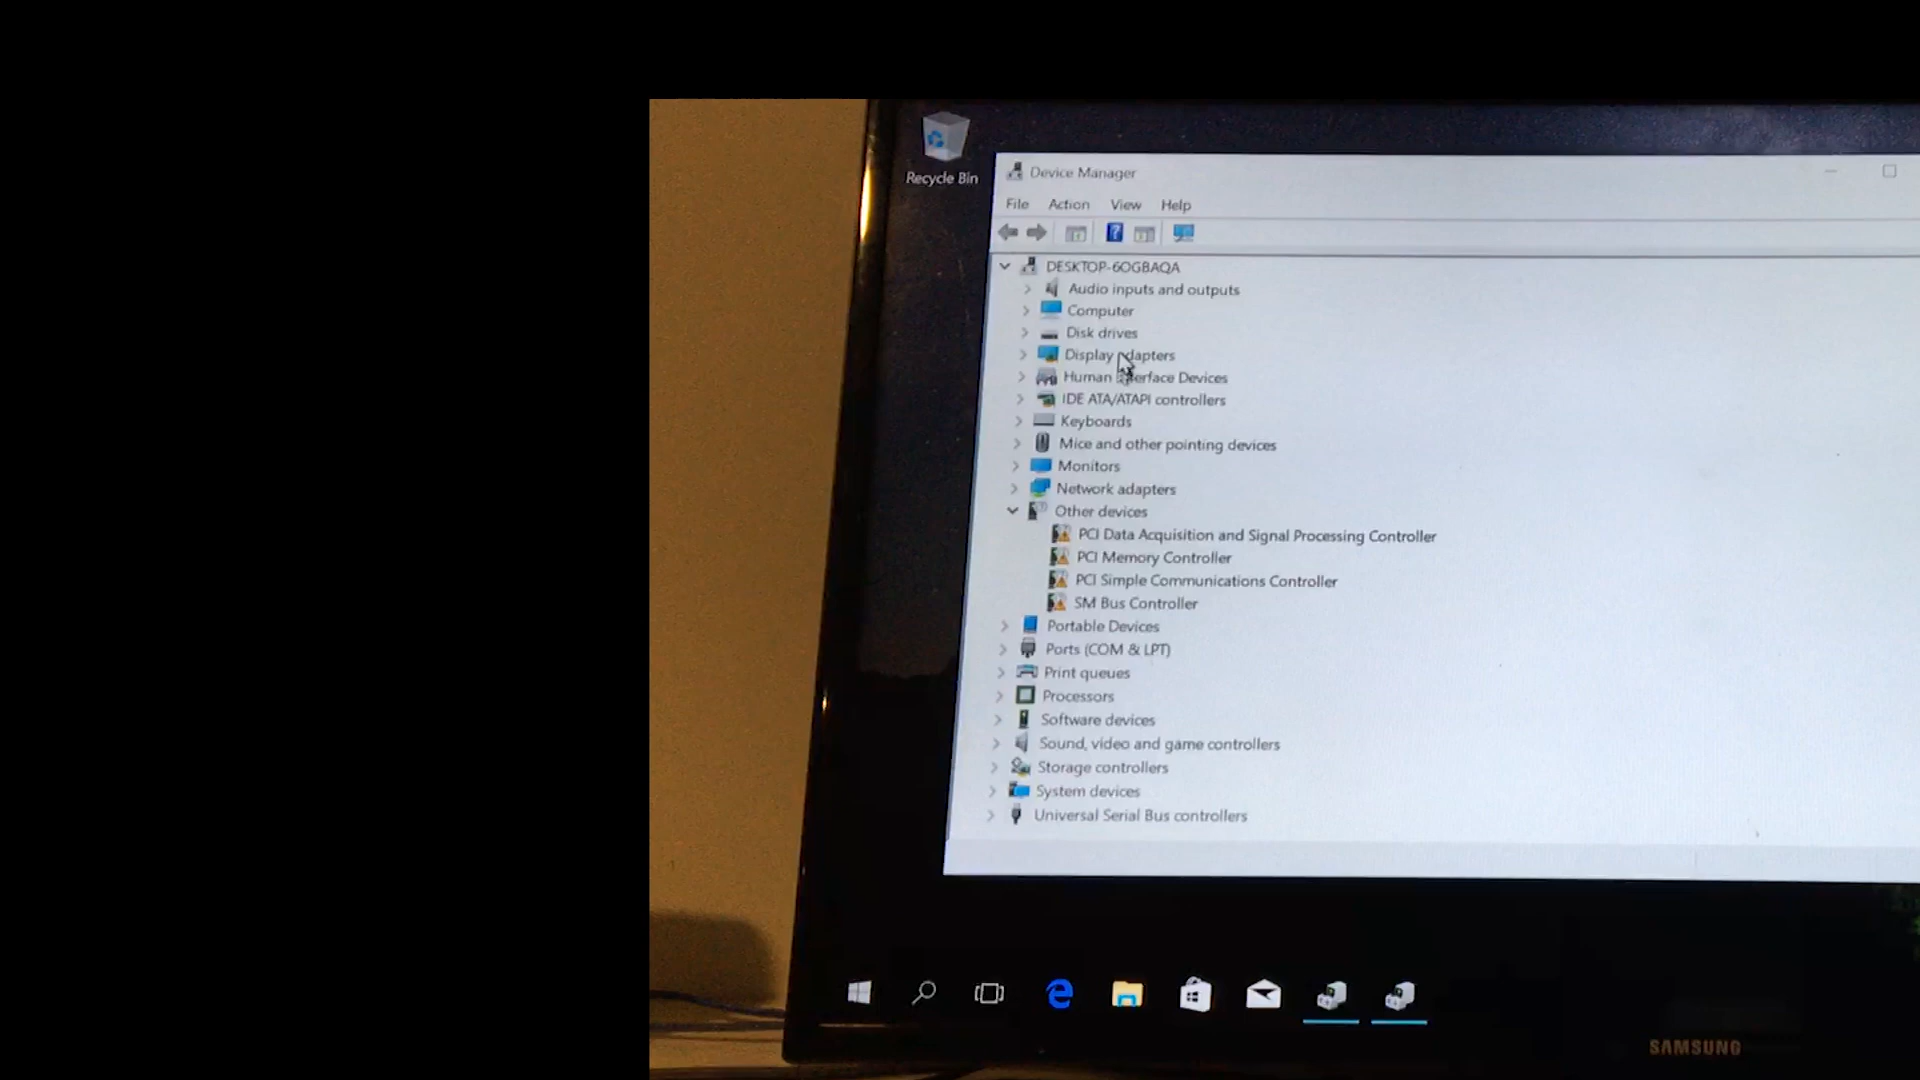 Recycle Bin
Device Manager
File Action View Help
DESKTOP-6OGBAQA
Audio inputs and outputs
Computer
Disk drives
Display adapters
Human Interface Devices
IDE ATA/ATAPI controllers
Keyboards
Mice and other pointing devices
Monitors
Network adapters
Other devices
PCI Data Acquisition and Signal Processing Controller
PCI Memory Controller
PCI Simple Communications Controller
SM Bus Controller
Portable Devices
Ports (COM & LPT)
Print queues
Processors
Software devices
Sound, video and game controllers
Storage controllers
System devices
Universal Serial Bus controllers
SAMSUNG